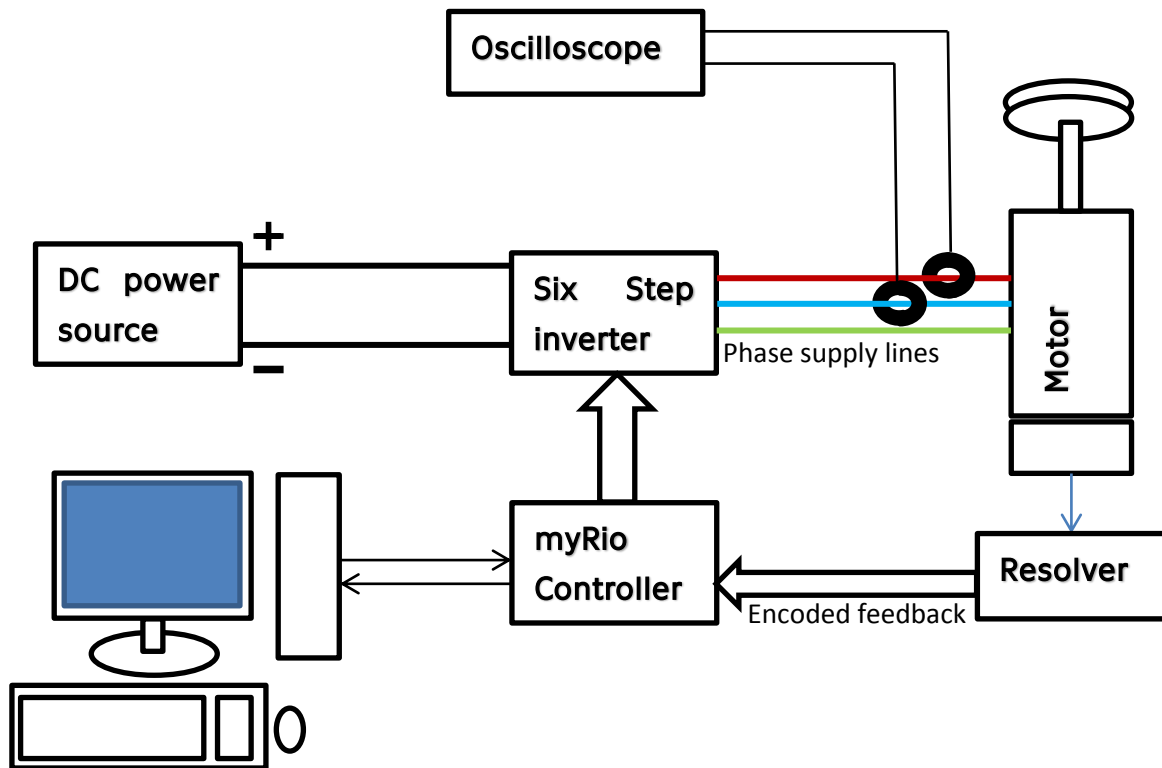 Oscilloscope
+
DC power
source
−
Six Step
inverter
Phase supply lines
Motor
myRio
Controller
Resolver
Encoded feedback